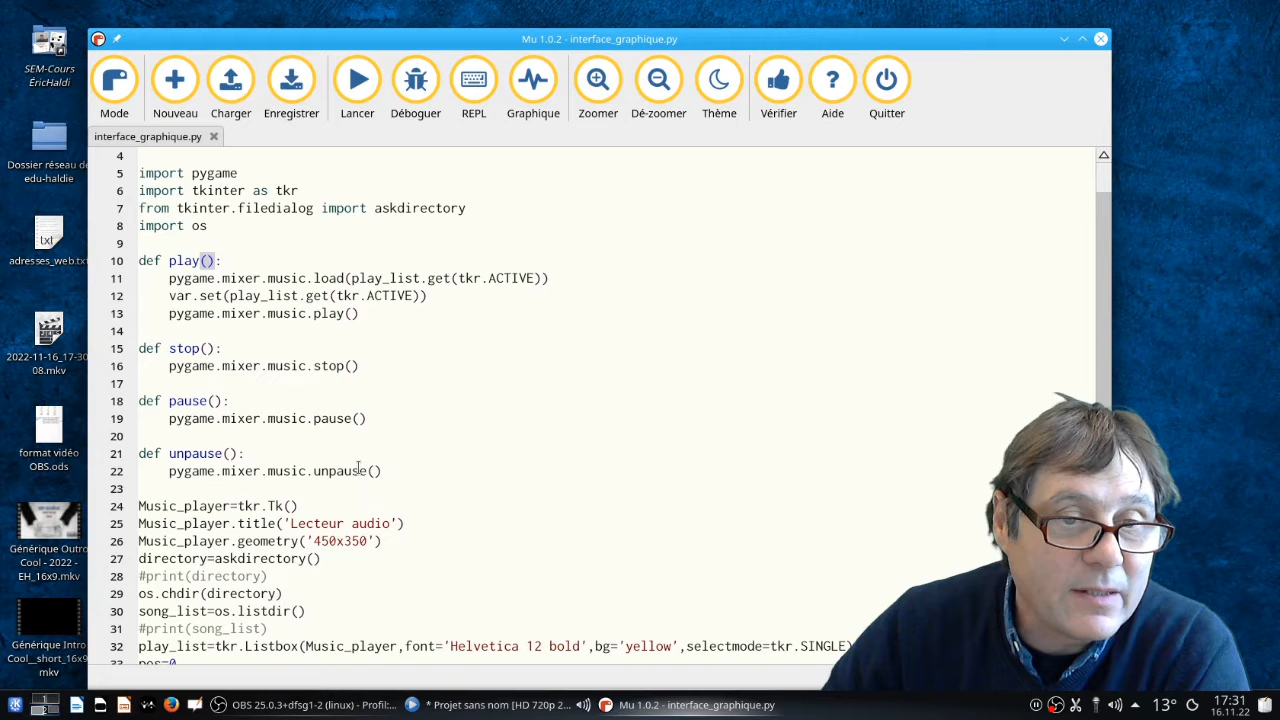 Mu 1.0.2 - interface_graphique.py
Mode Nouveau Charger Enregistrer Lancer Déboguer REPL Graphique Zoomer Dé-zoomer Thème Vérifier Aide Quitter
interface_graphique.py
4
5 import pygame
6 import tkinter as tkr
7 from tkinter.filedialog import askdirectory
8 import os
9
10 def play():
11 pygame.mixer.music.load(play_list.get(tkr.ACTIVE))
12 var.set(play_list.get(tkr.ACTIVE))
13 pygame.mixer.music.play()
14
15 def stop():
16 pygame.mixer.music.stop()
17
18 def pause():
19 pygame.mixer.music.pause()
20
21 def unpause():
22 pygame.mixer.music.unpause()
23
24 Music_player=tkr.Tk()
25 Music_player.title('Lecteur audio')
26 Music_player.geometry('450x350')
27 directory=askdirectory()
28 #print(directory)
29 os.chdir(directory)
30 song_list=os.listdir()
31 #print(song_list)
32 play_list=tkr.Listbox(Music_player,font='Helvetica 12 bold',bg='yellow',selectmode=tkr.SINGLE)
33 pos=0
SEM-Cours
ÉricHaldi
Dossier réseau de
edu-haldie
txt
adresses_web.txt
2022-11-16_17-30
08.mkv
format vidéo
OBS.ods
Générique Outro
Cool - 2022 -
EH_16x9.mkv
Générique Intro
Cool__short_16x9
mkv
1
2
OBS 25.0.3+dfsg1-2 (linux) - Profil:...
* Projet sans nom [HD 720p 2...
Mu 1.0.2 - interface_graphique.py
13°
17:31
16.11.22